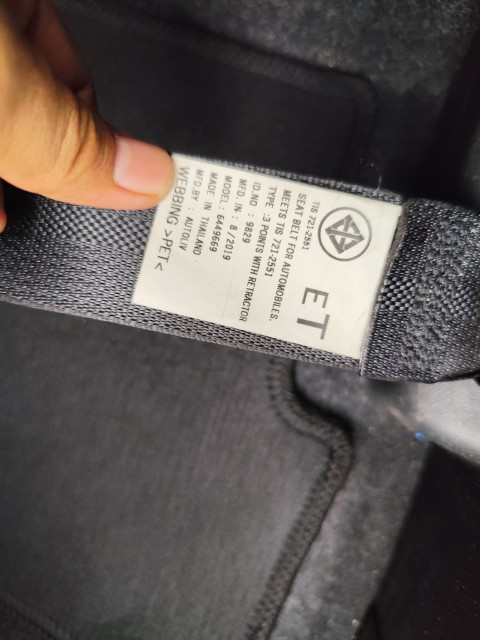 TIS 721-2551
ET
SEAT BELT FOR AUTOMOBILES.
MEETS TIS 721-2551
TYPE :3 POINTS WITH RETRACTOR
ID.NO : 9829
MFD.IN : 8 / 2019
MODEL : 6449669
MADE IN THAILAND
MFD.BY : AUTOLIV
WEBBING >PET<